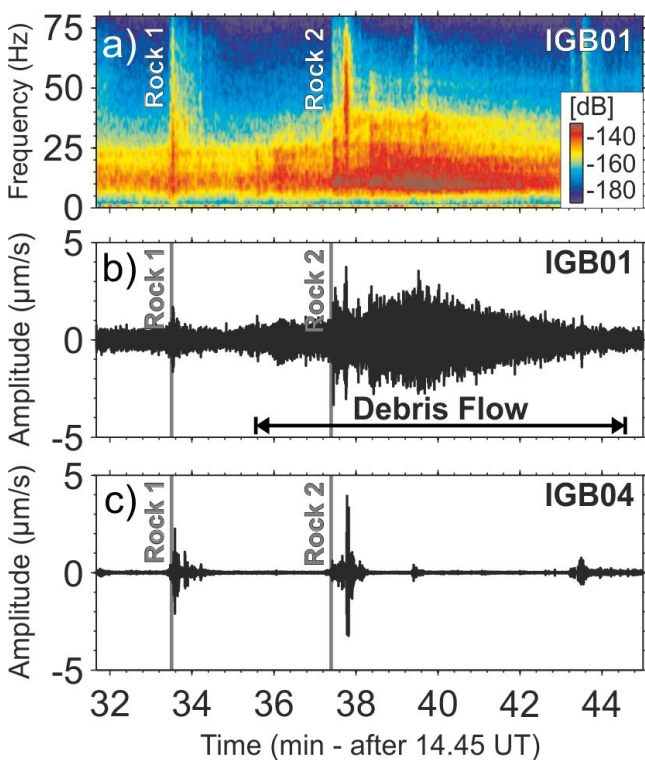 a)
IGB01
Rock 1
Rock 2
Frequency (Hz)
75
50
25
0
[dB]
-140
-160
-180
b)
IGB01
Rock 1
Rock 2
Amplitude (µm/s)
5
0
-5
Debris Flow
c)
IGB04
Rock 1
Rock 2
Amplitude (µm/s)
5
0
-5
32 34 36 38 40 42 44
Time (min - after 14.45 UT)